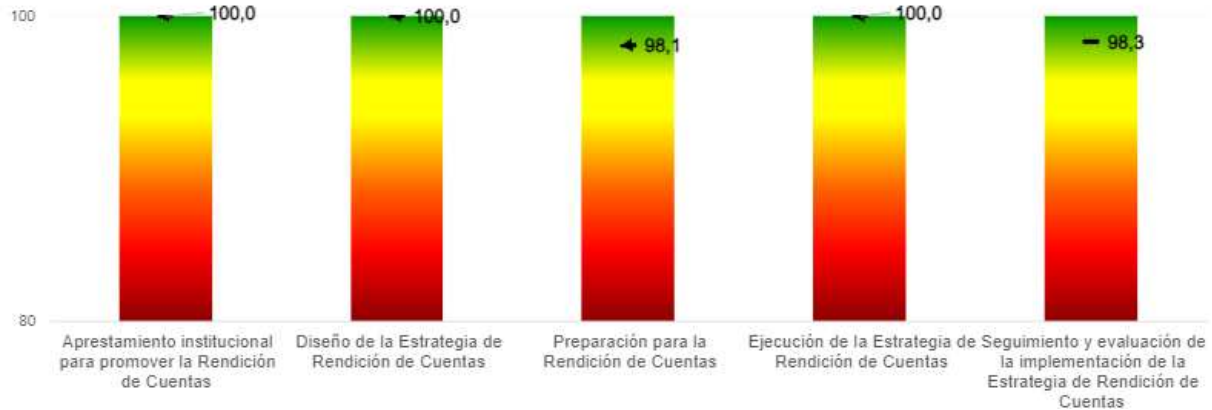 100
100,0
100,0
98,1
100,0
98,3
80
Aprestamiento institucional
para promover la Rendición
de Cuentas
Diseño de la Estrategia de
Rendición de Cuentas
Preparación para la
Rendición de Cuentas
Ejecución de la Estrategia de
Rendición de Cuentas
Seguimiento y evaluación de
la implementación de la
Estrategia de Rendición de
Cuentas